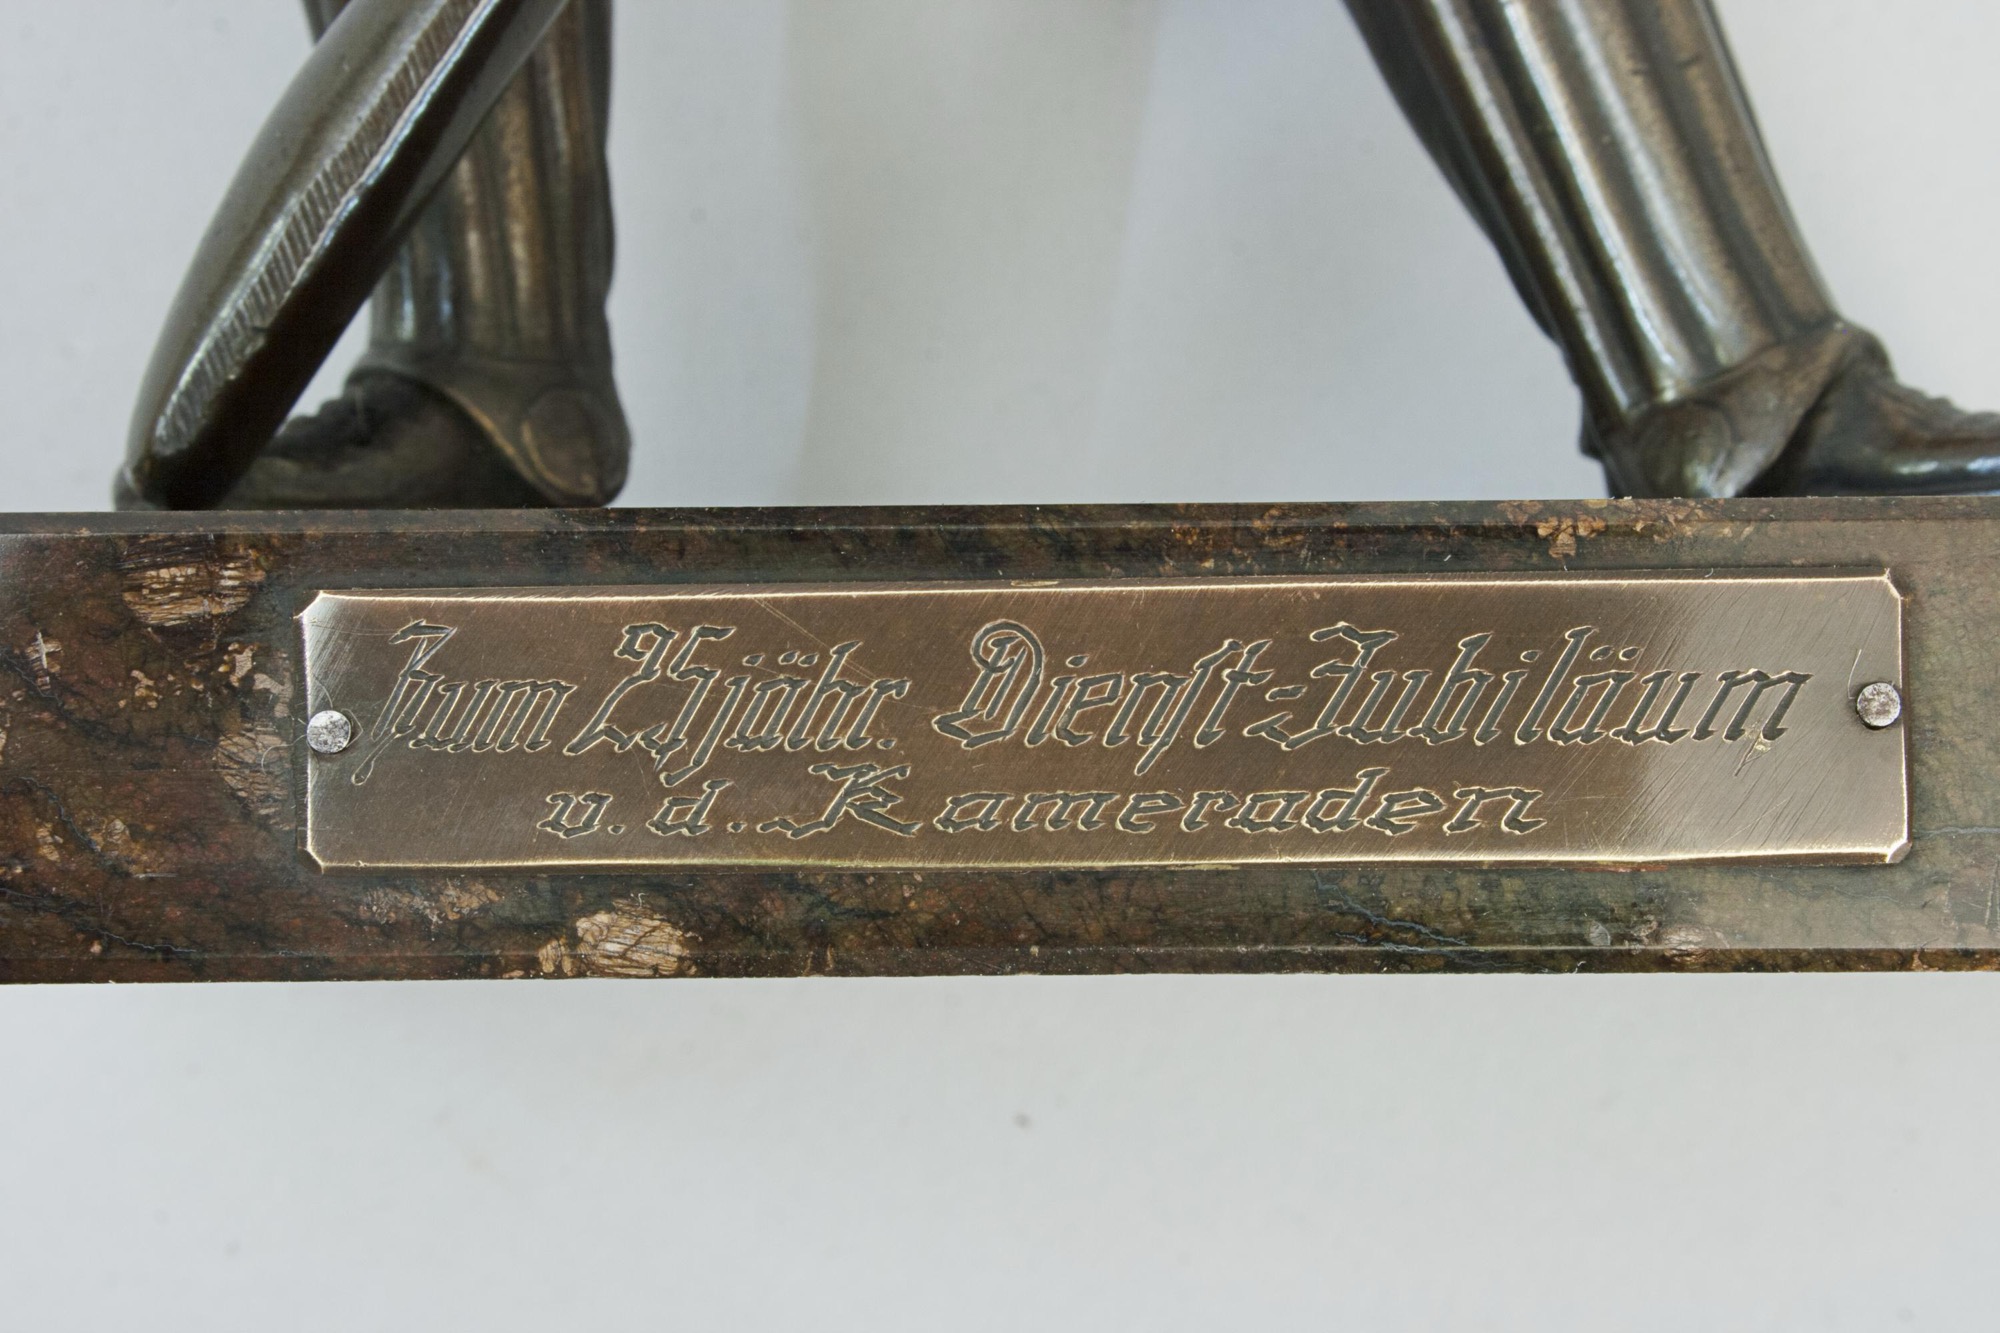 Zum 25jähr. Dienſt-Jubiläum
v. d. Kameraden